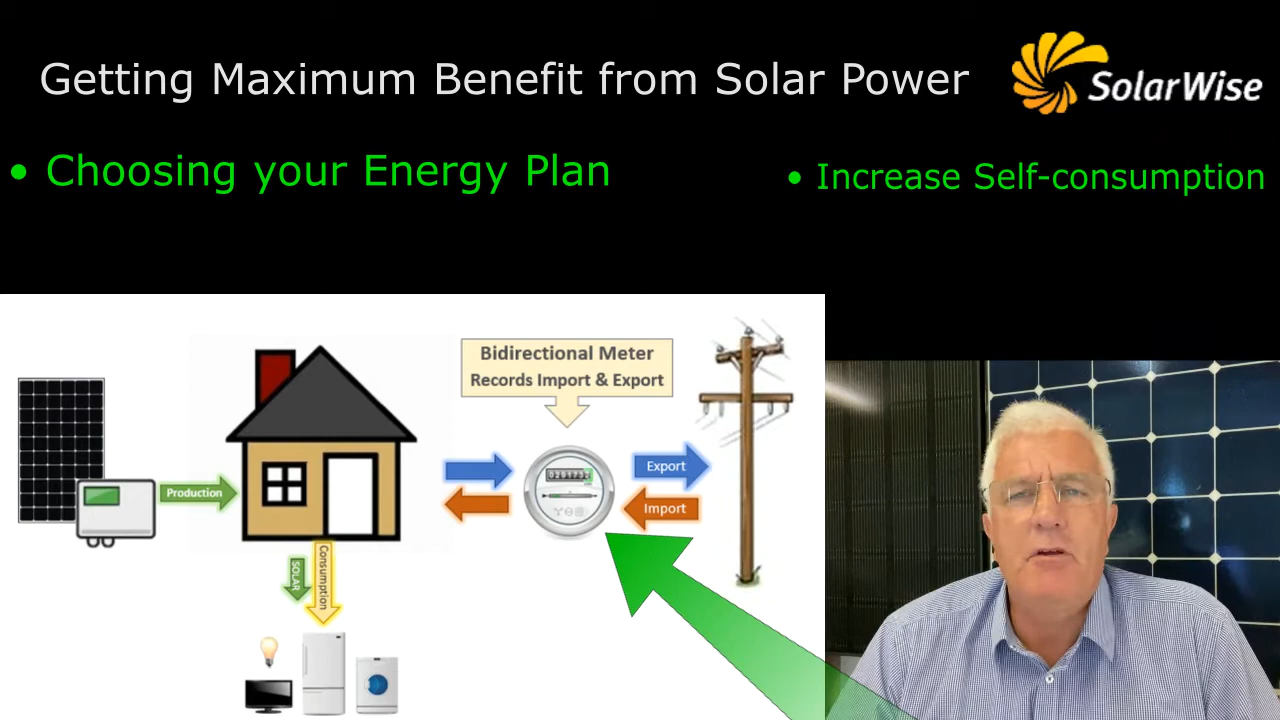 Getting Maximum Benefit from Solar Power
SolarWise
• Choosing your Energy Plan
• Increase Self-consumption
Bidirectional Meter
Records Import & Export
Production
Export
Import
SOLAR
Consumption